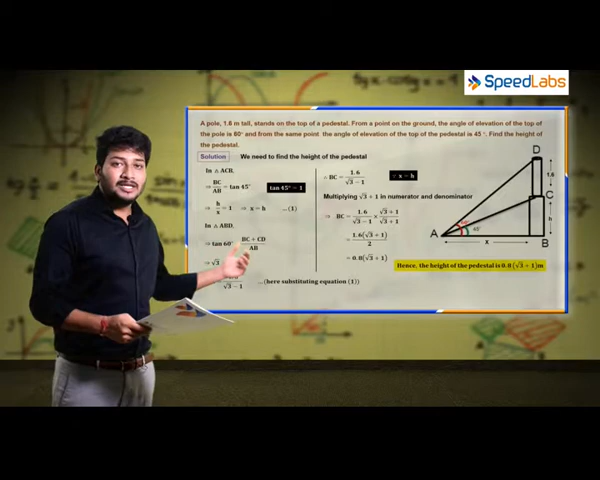 SpeedLabs
A pole, 1.6 m tall, stands on the top of a pedestal. From a point on the ground, the angle of elevation of the top of
the pole is 60° and from the same point the angle of elevation of the top of the pedestal is 45 °. Find the height of
the pedestal.
Solution We need to find the height of the pedestal
In △ ACB,
⇒ BC/AB = tan 45°
tan 45° = 1
⇒ h/x = 1 ⇒ x = h ...(1)
In △ ABD,
⇒ tan 60° BC + CD/AB
⇒ √3
√3 − 1 ...(here substituting equation (1))
∴ BC = 1.6/√3 − 1
∵ x = h
Multiplying √3 + 1 in numerator and denominator
⇒ BC = 1.6/√3 − 1 × √3 + 1/√3 + 1
= 1.6(√3 + 1)/2
= 0.8(√3 + 1)
Hence, the height of the pedestal is 0.8 (√3 + 1)m
D
1.6
C
h
45°
A
x
B